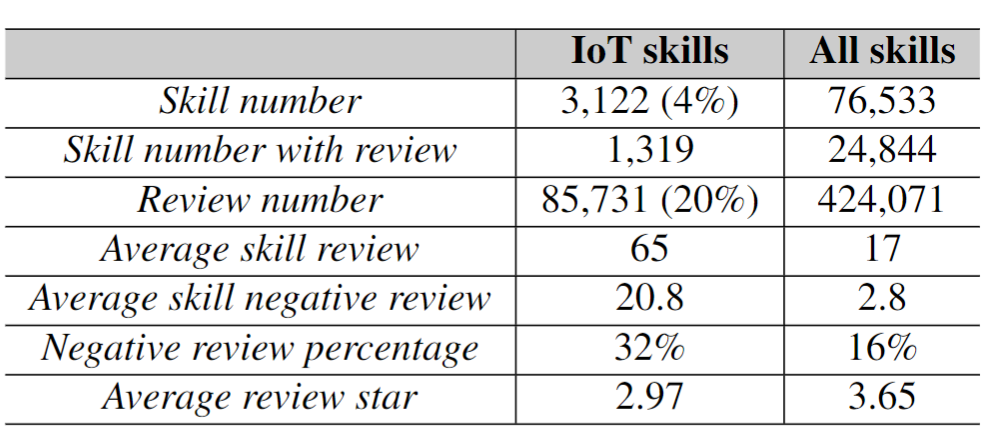 IoT skills All skills
Skill number 3,122 (4%) 76,533
Skill number with review 1,319 24,844
Review number 85,731 (20%) 424,071
Average skill review 65 17
Average skill negative review 20.8 2.8
Negative review percentage 32% 16%
Average review star 2.97 3.65